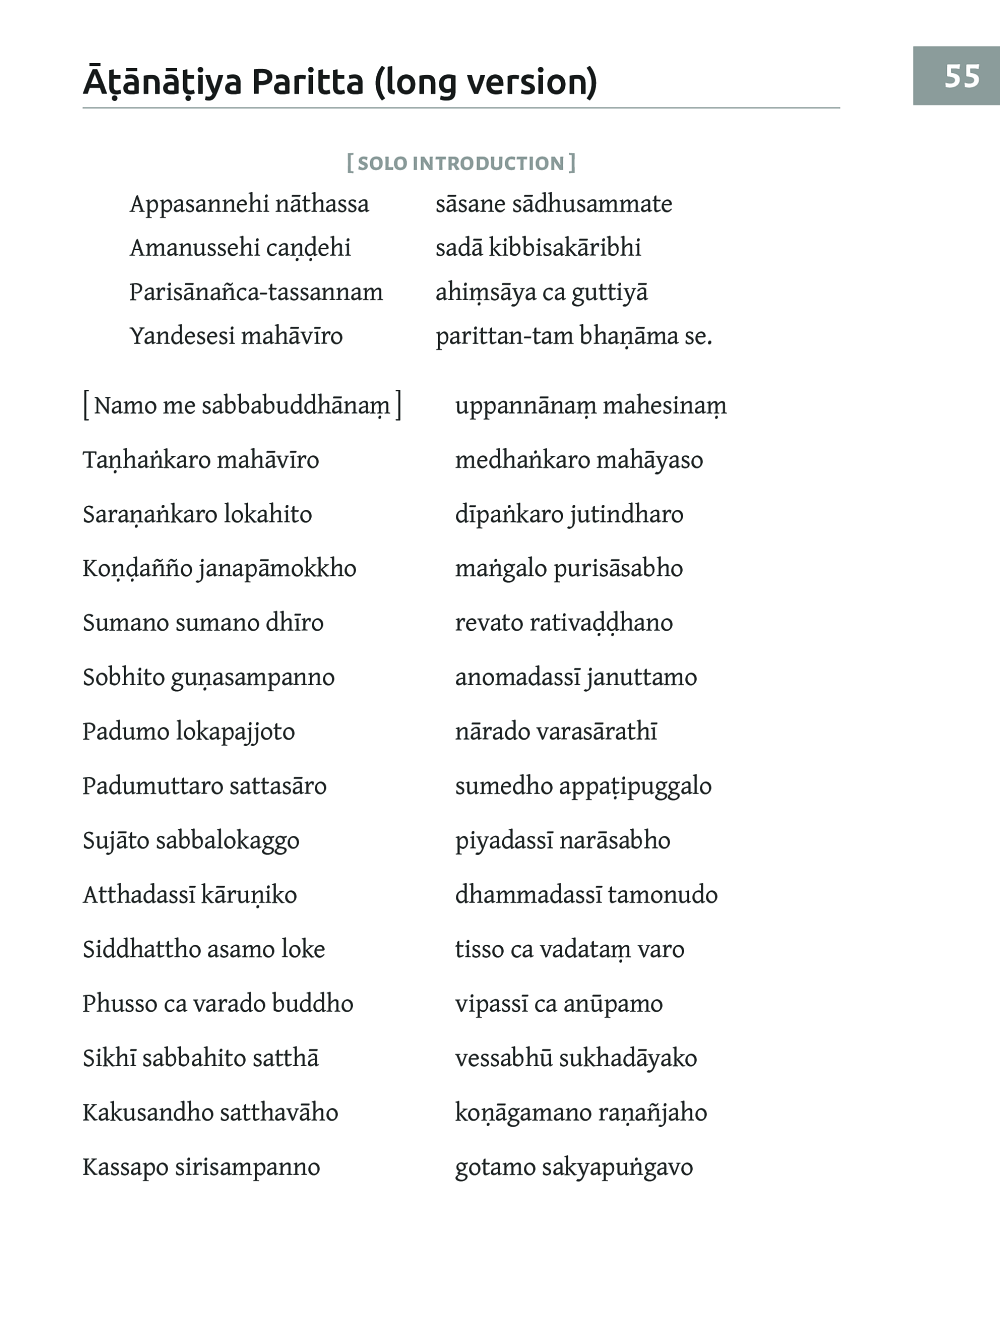 Āṭānāṭiya Paritta (long version)
55
[ SOLO INTRODUCTION ]
Appasannehi nāthassa sāsane sādhusammate
Amanussehi caṇḍehi sadā kibbisakāribhi
Parisānañca-tassannam ahiṃsāya ca guttiyā
Yandesesi mahāvīro parittan-tam bhaṇāma se.
[ Namo me sabbabuddhānaṃ ] uppannānaṃ mahesinaṃ
Taṇhaṅkaro mahāvīro medhaṅkaro mahāyaso
Saraṇaṅkaro lokahito dīpaṅkaro jutindharo
Koṇḍañño janapāmokkho maṅgalo purisāsabho
Sumano sumano dhīro revato rativaḍḍhano
Sobhito guṇasampanno anomadassī januttamo
Padumo lokapajjoto nārado varasārathī
Padumuttaro sattasāro sumedho appaṭipuggalo
Sujāto sabbalokaggo piyadassī narāsabho
Atthadassī kāruṇiko dhammadassī tamonudo
Siddhattho asamo loke tisso ca vadataṃ varo
Phusso ca varado buddho vipassī ca anūpamo
Sikhī sabbahito satthā vessabhū sukhadāyako
Kakusandho satthavāho koṇāgamano raṇañjaho
Kassapo sirisampanno gotamo sakyapuṅgavo